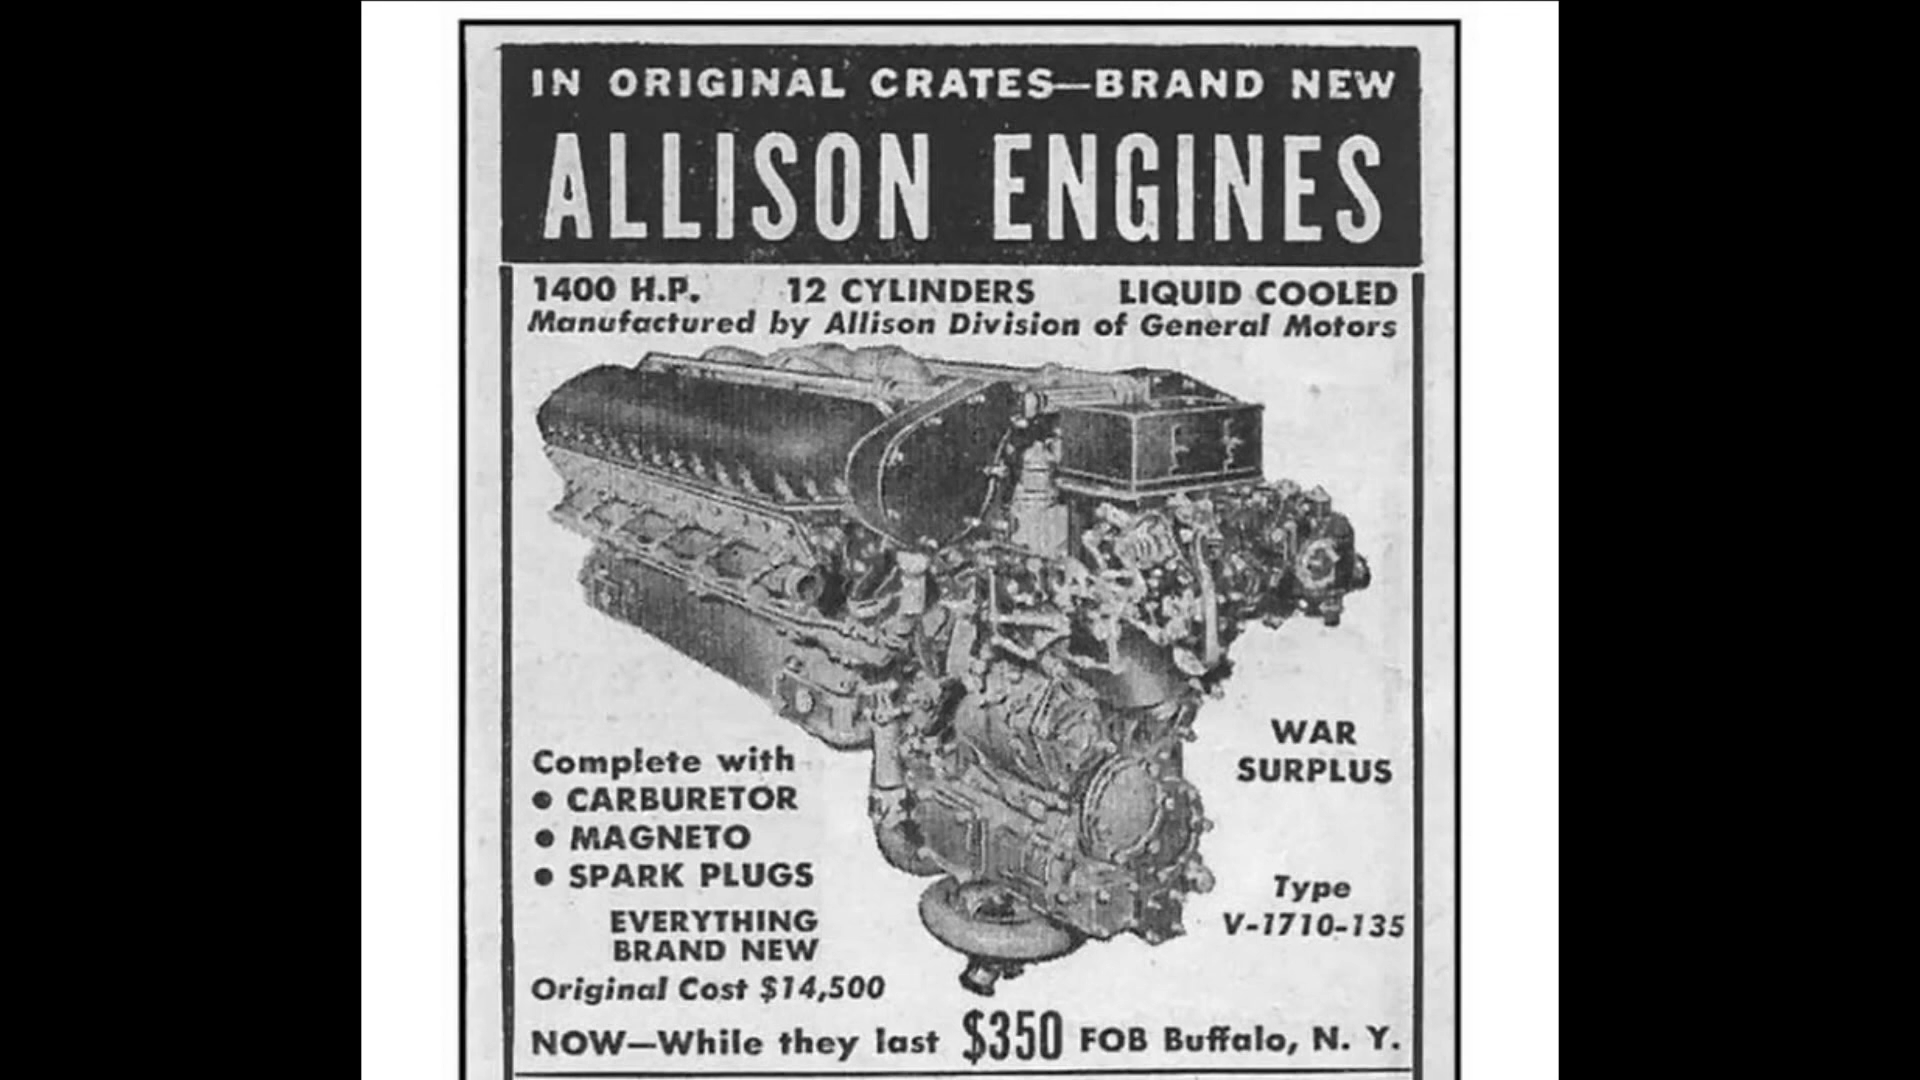 IN ORIGINAL CRATES—BRAND NEW
ALLISON ENGINES
1400 H.P. 12 CYLINDERS LIQUID COOLED
Manufactured by Allison Division of General Motors
WAR
SURPLUS
Complete with
• CARBURETOR
• MAGNETO
• SPARK PLUGS
EVERYTHING
BRAND NEW
Type
V-1710-135
Original Cost $14,500
NOW—While they last $350 FOB Buffalo, N. Y.